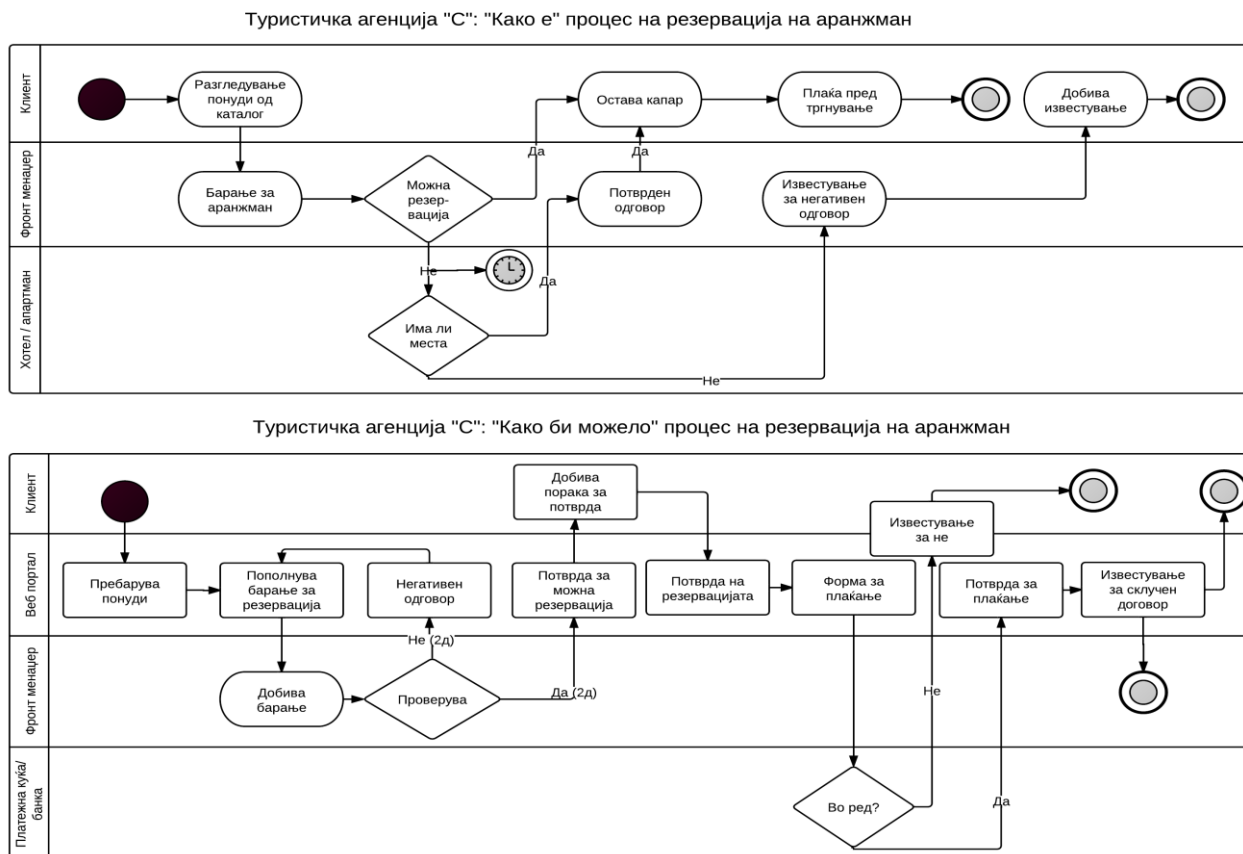 Туристичка агенција "С": "Како е" процес на резервација на аранжман
Клиент
Разгледување
понуди од
каталог
Остава капар
Плаќа пред
тргнување
Добива
известување
Фронт менаџер
Барање за
аранжман
Можна
резер-
вација
Да
Да
Потврден
одговор
Известување
за негативен
одговор
Хотел / апартман
Не
Да
Има ли
места
Не
Туристичка агенција "С": "Како би можело" процес на резервација на аранжман
Клиент
Добива
порака за
потврда
Известување
за не
Веб портал
Пребарува
понуди
Пополнува
барање за
резервација
Негативен
одговор
Потврда за
можна
резервација
Потврда на
резервацијата
Форма за
плаќање
Потврда за
плаќање
Известување
за склучен
договор
Фронт менаџер
Не (2д)
Добива
барање
Проверува
Да (2д)
Не
Платежна куќа/
банка
Во ред?
Да